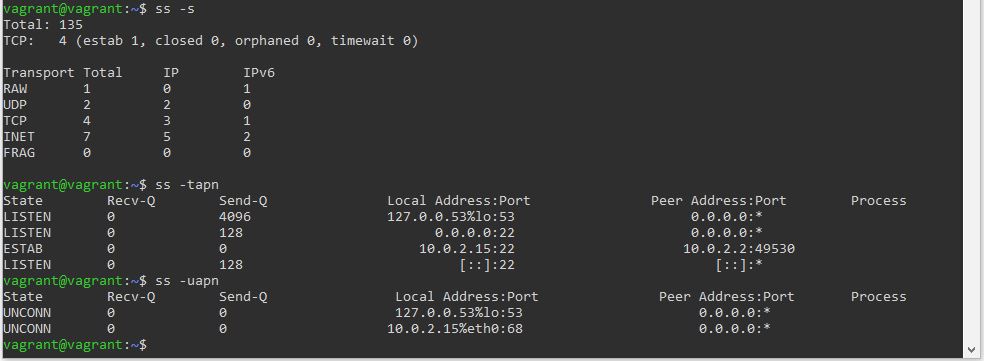 vagrant@vagrant:~$ ss -s
Total: 135
TCP:   4 (estab 1, closed 0, orphaned 0, timewait 0)

Transport Total     IP        IPv6
RAW       1         0         1
UDP       2         2         0
TCP       4         3         1
INET      7         5         2
FRAG      0         0         0

vagrant@vagrant:~$ ss -tapn
State        Recv-Q        Send-Q               Local Address:Port               Peer Address:Port        Process
LISTEN       0             4096                 127.0.0.53%lo:53                      0.0.0.0:*
LISTEN       0             128                        0.0.0.0:22                      0.0.0.0:*
ESTAB        0             0                        10.0.2.15:22                     10.0.2.2:49530
LISTEN       0             128                           [::]:22                         [::]:*
vagrant@vagrant:~$ ss -uapn
State        Recv-Q        Send-Q                Local Address:Port               Peer Address:Port       Process
UNCONN       0             0                     127.0.0.53%lo:53                      0.0.0.0:*
UNCONN       0             0                    10.0.2.15%eth0:68                      0.0.0.0:*
vagrant@vagrant:~$